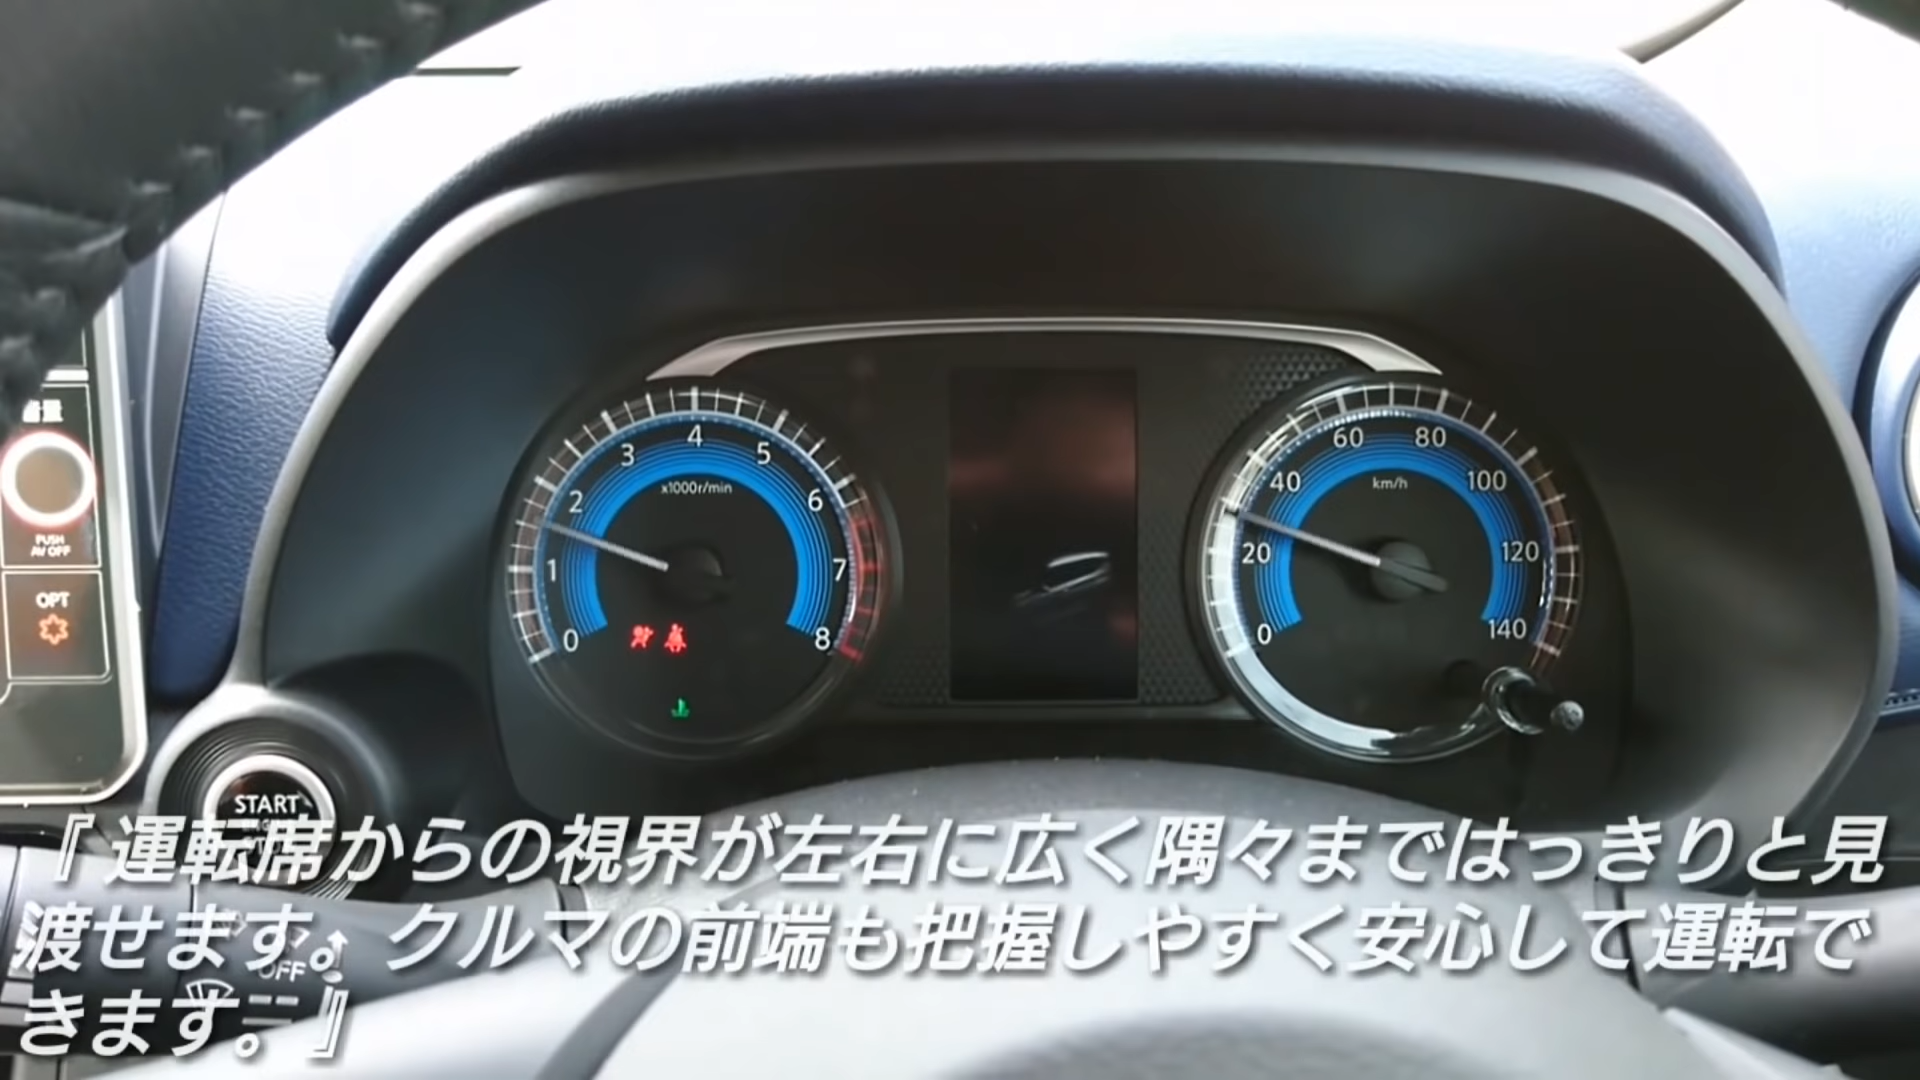 4
3
5
2
6
x1000r/min
1
7
0
8
60
80
40
100
km/h
20
120
0
140
PUSH
AV OFF
OPT
START
OFF
『運転席からの視界が左右に広く隅々まではっきりと見
渡せます。クルマの前端も把握しやすく安心して運転で
きます。』